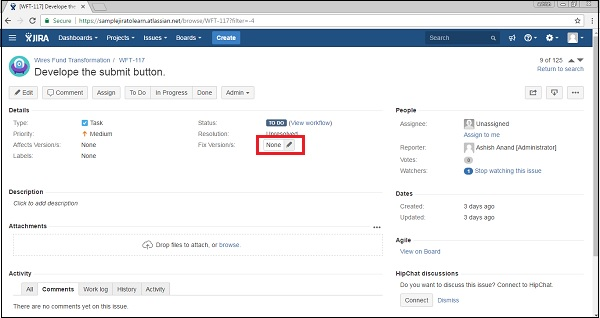 [WFT-117] Develope the
Secure https://samplejiratolearn.atlassian.net/browse/WFT-117?filter=-4
JIRA Dashboards Projects Issues Boards Create Search
Wires Fund Transformation / WFT-117
9 of 125
Develope the submit button.
Return to search
Edit Comment Assign To Do In Progress Done Admin
Details
Type: Task
Status: TO DO (View workflow)
Priority: Medium
Resolution: Unresolved
Affects Version/s: None
Fix Version/s: None
Labels: None
Description
Click to add description
Attachments
Drop files to attach, or browse.
Activity
All Comments Work log History Activity
There are no comments yet on this issue.
People
Assignee: Unassigned
Assign to me
Reporter: Ashish Anand [Administrator]
Votes: 0
Watchers: Stop watching this issue
Dates
Created: 3 days ago
Updated: 3 days ago
Agile
View on Board
HipChat discussions
Do you want to discuss this issue? Connect to HipChat.
Connect Dismiss